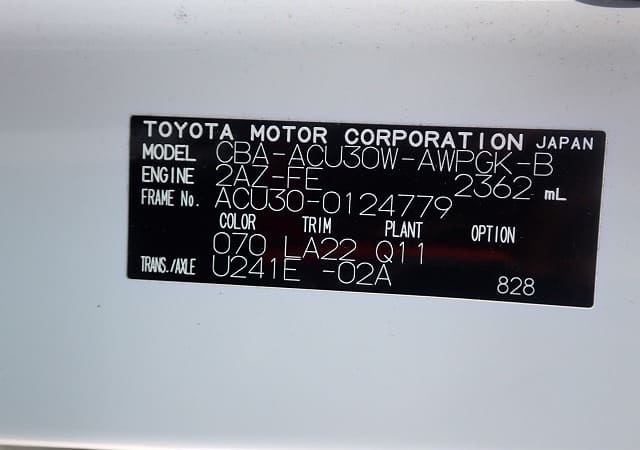 TOYOTA MOTOR CORPORATION JAPAN
MODEL CBA-ACU30W-AWPGK-B
ENGINE 2AZ-FE 2362 mL
FRAME No. ACU30-0124779
COLOR TRIM PLANT OPTION
070 LA22 Q11
TRANS./AXLE U241E -02A 828